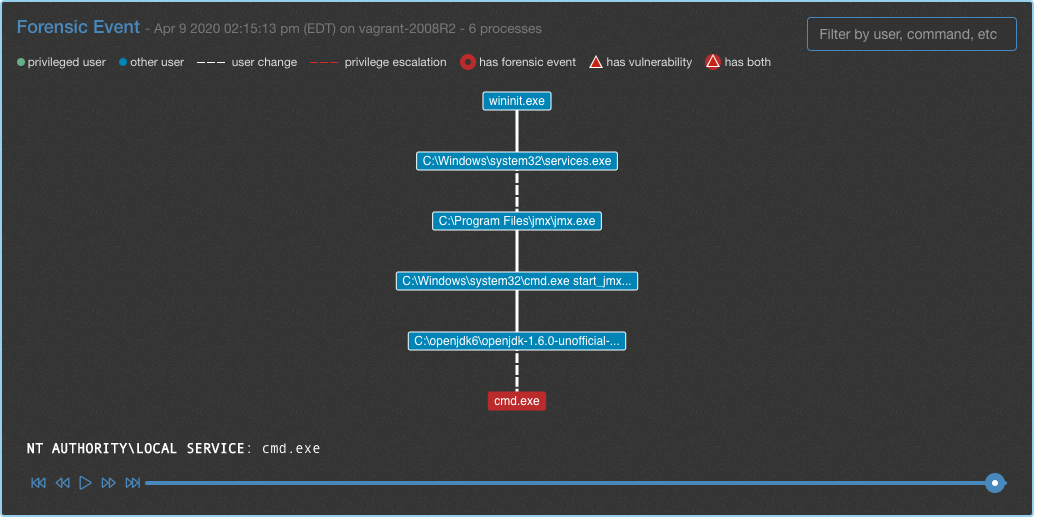 Forensic Event - Apr 9 2020 02:15:13 pm (EDT) on vagrant-2008R2 - 6 processes
Filter by user, command, etc
privileged user other user user change privilege escalation has forensic event has vulnerability has both
wininit.exe
C:\Windows\system32\services.exe
C:\Program Files\jmx\jmx.exe
C:\Windows\system32\cmd.exe start_jmx...
C:\openjdk6\openjdk-1.6.0-unofficial-...
cmd.exe
NT AUTHORITY\LOCAL SERVICE: cmd.exe